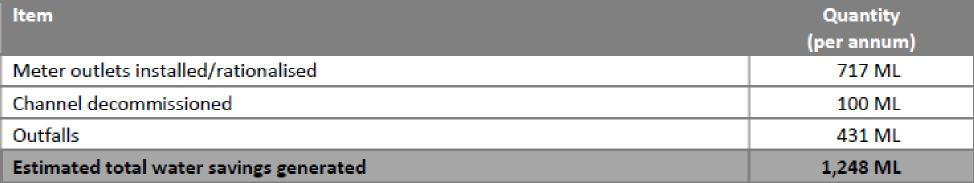 Item Quantity
(per annum)
Meter outlets installed/rationalised 717 ML
Channel decommissioned 100 ML
Outfalls 431 ML
Estimated total water savings generated 1,248 ML